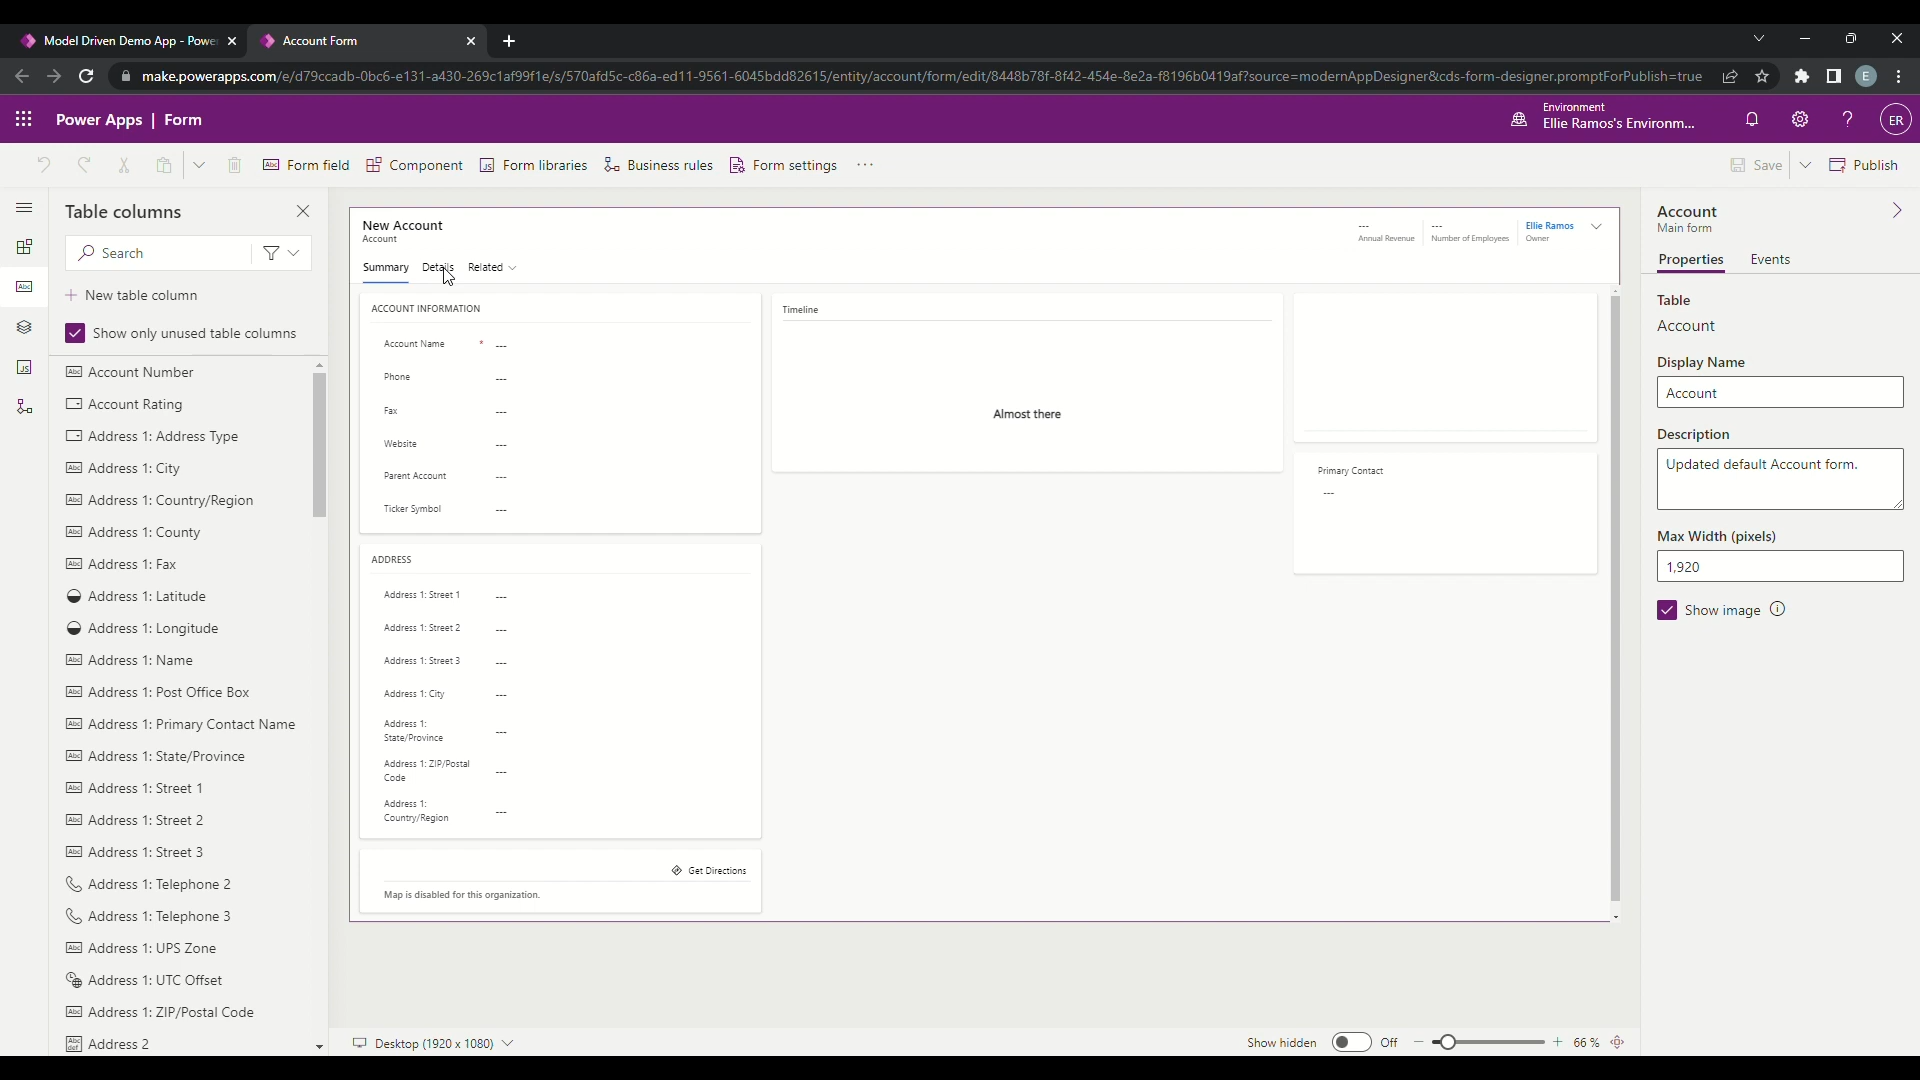 Model Driven Demo App - Powe
Account Form
make.powerapps.com/e/d79ccadb-0bc6-e131-a430-269c1af99f1e/s/570afd5c-c86a-ed11-9561-6045bdd82615/entity/account/form/edit/8448b78f-8f42-454e-8e2a-f8196b0419af?source=modernAppDesigner&cds-form-designer.promptForPublish=true
E
Power Apps | Form
Environment
Ellie Ramos's Environm...
ER
Form field
Component
Form libraries
Business rules
Form settings
Save
Publish
Table columns
Search
New table column
Show only unused table columns
Account Number
Account Rating
Address 1: Address Type
Address 1: City
Address 1: Country/Region
Address 1: County
Address 1: Fax
Address 1: Latitude
Address 1: Longitude
Address 1: Name
Address 1: Post Office Box
Address 1: Primary Contact Name
Address 1: State/Province
Address 1: Street 1
Address 1: Street 2
Address 1: Street 3
Address 1: Telephone 2
Address 1: Telephone 3
Address 1: UPS Zone
Address 1: UTC Offset
Address 1: ZIP/Postal Code
Address 2
New Account
Account
---
Annual Revenue
---
Number of Employees
Ellie Ramos
Owner
Summary
Details
Related
ACCOUNT INFORMATION
Account Name * ---
Phone ---
Fax ---
Website ---
Parent Account ---
Ticker Symbol ---
ADDRESS
Address 1: Street 1 ---
Address 1: Street 2 ---
Address 1: Street 3 ---
Address 1: City ---
Address 1:
State/Province ---
Address 1: ZIP/Postal
Code ---
Address 1:
Country/Region ---
Get Directions
Map is disabled for this organization.
Timeline
Almost there
Primary Contact
---
Desktop (1920 x 1080)
Show hidden
Off
66 %
Account
Main form
Properties
Events
Table
Account
Display Name
Account
Description
Updated default Account form.
Max Width (pixels)
1,920
Show image